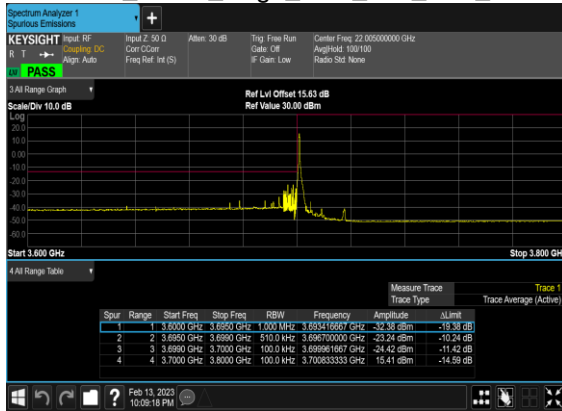 Spectrum Analyzer 1
Spurious Emissions
+
KEYSIGHT Input: RF Input Z: 50 Ω Atten: 30 dB Trig: Free Run Center Freq: 22.005000000 GHz
R T Coupling: DC Corr CCorr Gate: Off Avg|Hold: 100/100
Align: Auto Freq Ref: Int (S) IF Gain: Low Radio Std: None
PASS
3 All Range Graph Ref Lvl Offset 15.63 dB
Scale/Div 10.0 dB Ref Value 30.00 dBm
Log
20.0
10.0
0.00
-10.0
-20.0
-30.0
-40.0
-50.0
-60.0
Start 3.600 GHz Stop 3.800 GH
4 All Range Table
Measure Trace Trace 1
Trace Type Trace Average (Active)
Spur Range Start Freq Stop Freq RBW Frequency Amplitude ΔLimit
1 1 3.6000 GHz 3.6950 GHz 1.000 MHz 3.693416667 GHz -32.38 dBm -19.38 dB
2 2 3.6950 GHz 3.6990 GHz 510.0 kHz 3.696700000 GHz -23.24 dBm -10.24 dB
3 3 3.6990 GHz 3.7000 GHz 100.0 kHz 3.699961667 GHz -24.42 dBm -11.42 dB
4 4 3.7000 GHz 3.8000 GHz 100.0 kHz 3.700833333 GHz 15.41 dBm -14.59 dB
? Feb 13, 2023
10:09:18 PM